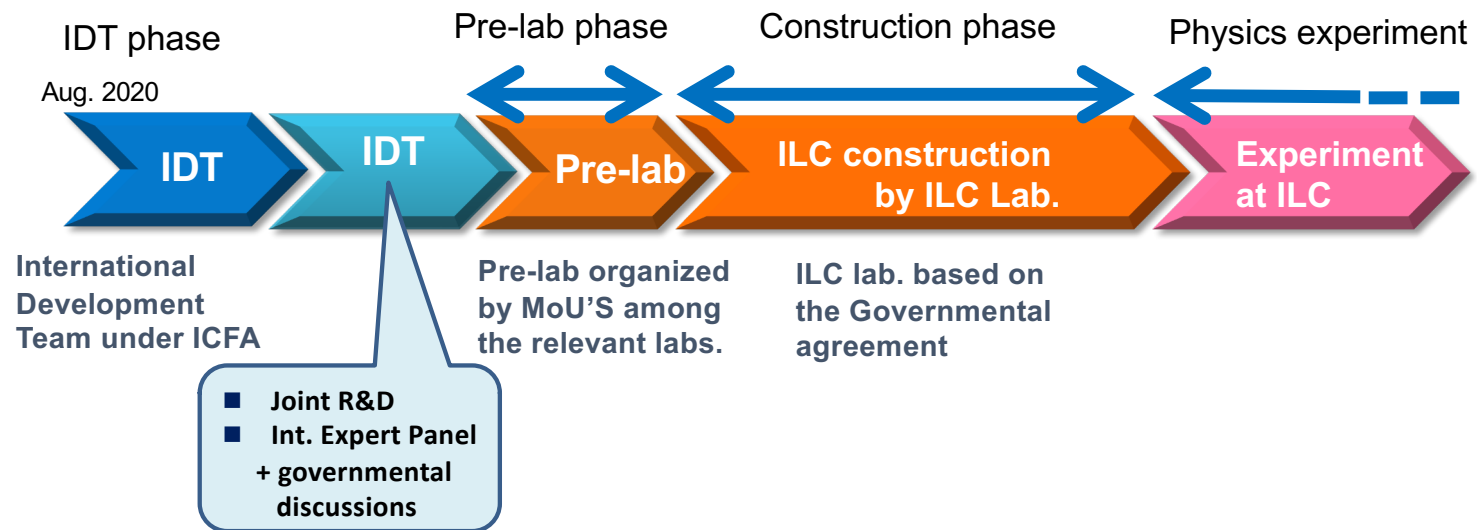 IDT phase
Pre-lab phase
Construction phase
Physics experiment
Aug. 2020
IDT
IDT
Pre-lab
ILC construction
by ILC Lab.
Experiment
at ILC
International
Development
Team under ICFA
Pre-lab organized
by MoU'S among
the relevant labs.
ILC lab. based on
the Governmental
agreement
■ Joint R&D
■ Int. Expert Panel
+ governmental
discussions